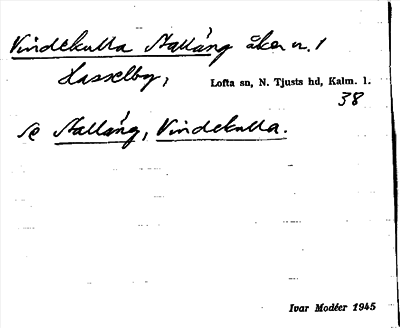 Vindekulla Stallång åker n. 1
Hasselby, Lofta sn, N. Tjusts hd, Kalm. l.
38
se Stallång, Vindekulla.
Ivar Modéer 1945